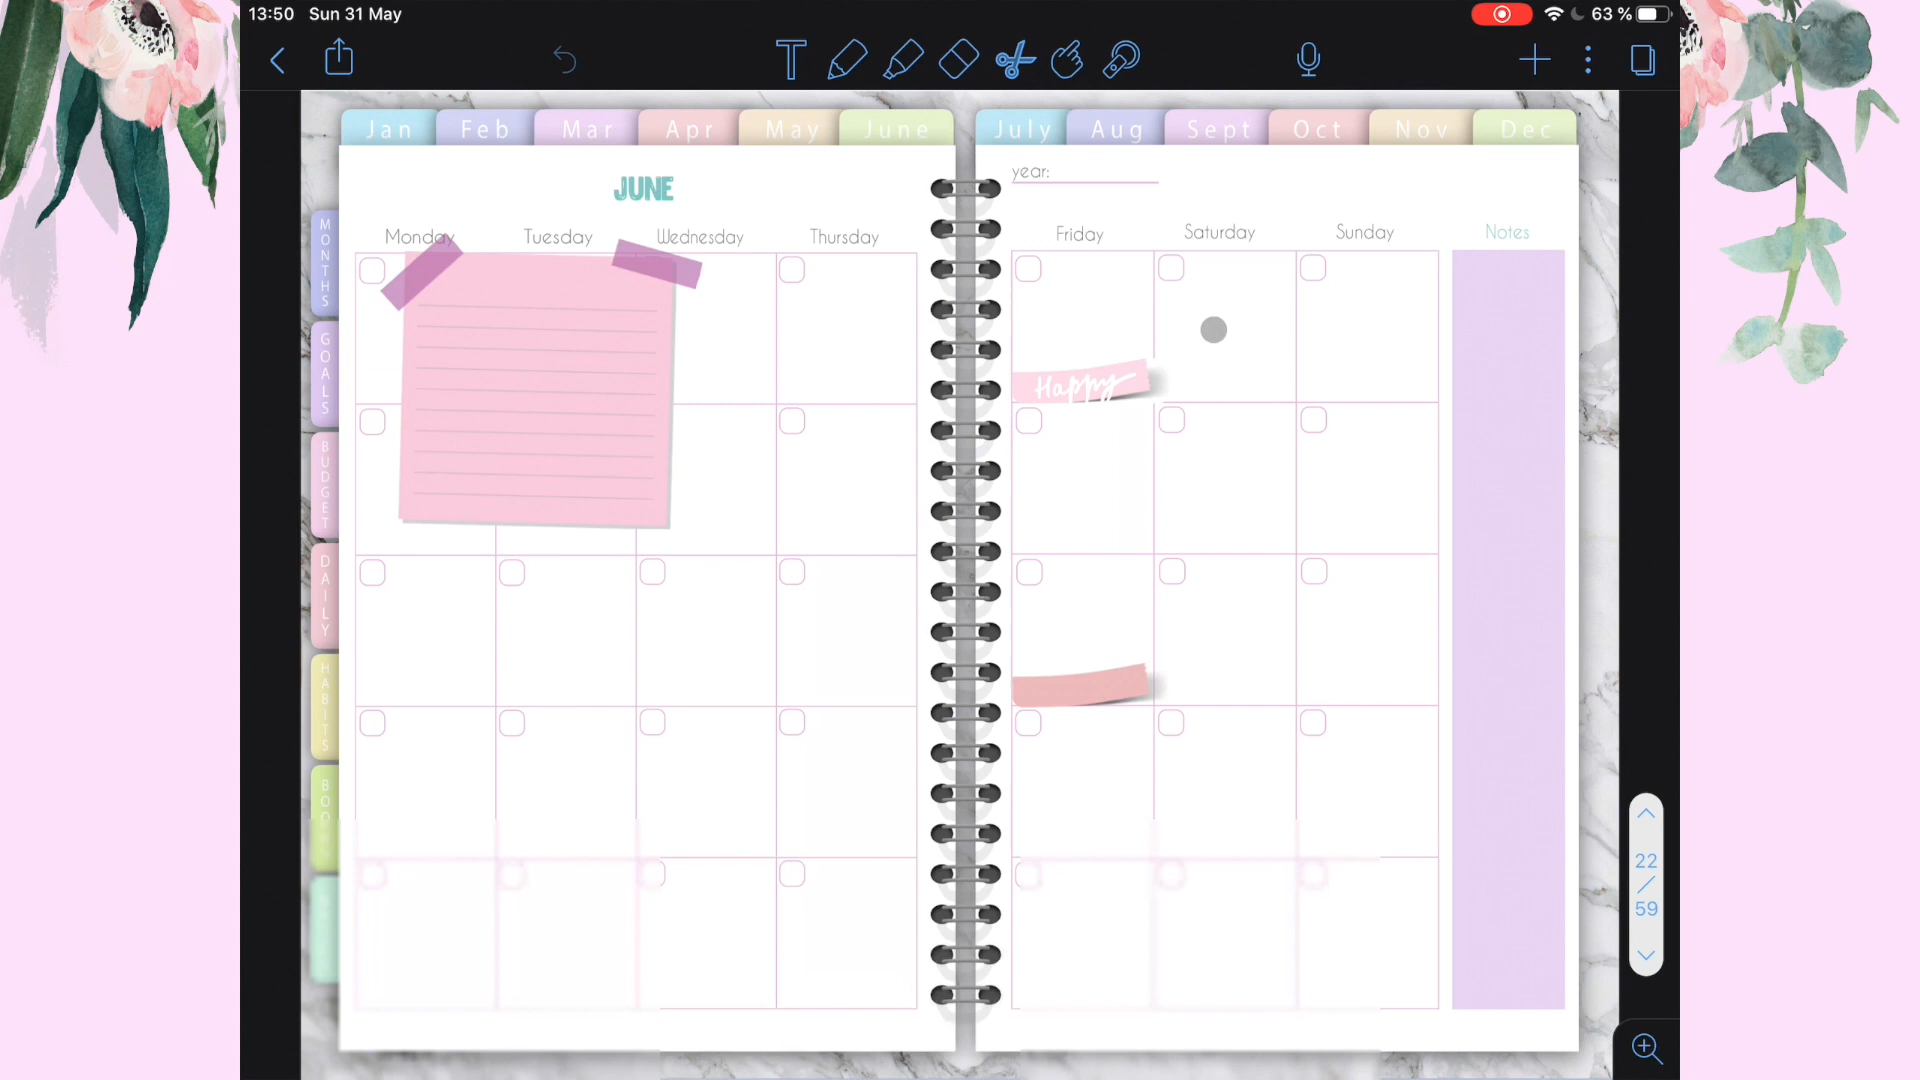 13:50 Sun 31 May
63 %
Jan Feb Mar Apr May June
July Aug Sept Oct Nov Dec
JUNE
year:
Monday Tuesday Wednesday Thursday
Friday Saturday Sunday Notes
Happy
MONTHS
GOALS
BUDGET
DAILY
HABITS
22
/
59